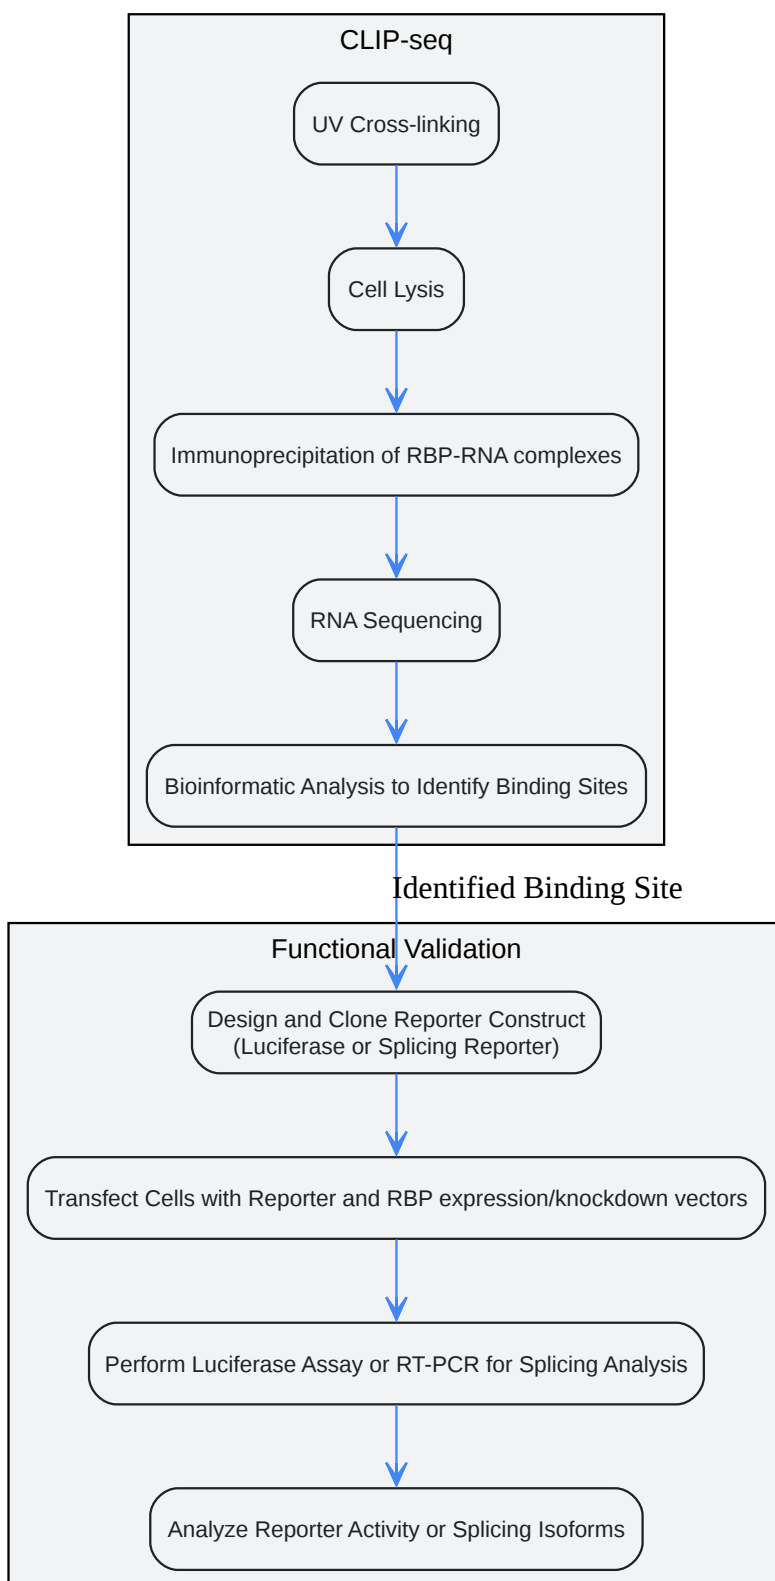 CLIP-seq
UV Cross-linking
Cell Lysis
Immunoprecipitation of RBP-RNA complexes
RNA Sequencing
Bioinformatic Analysis to Identify Binding Sites
Identified Binding Site
Functional Validation
Design and Clone Reporter Construct
(Luciferase or Splicing Reporter)
Transfect Cells with Reporter and RBP expression/knockdown vectors
Perform Luciferase Assay or RT-PCR for Splicing Analysis
Analyze Reporter Activity or Splicing Isoforms